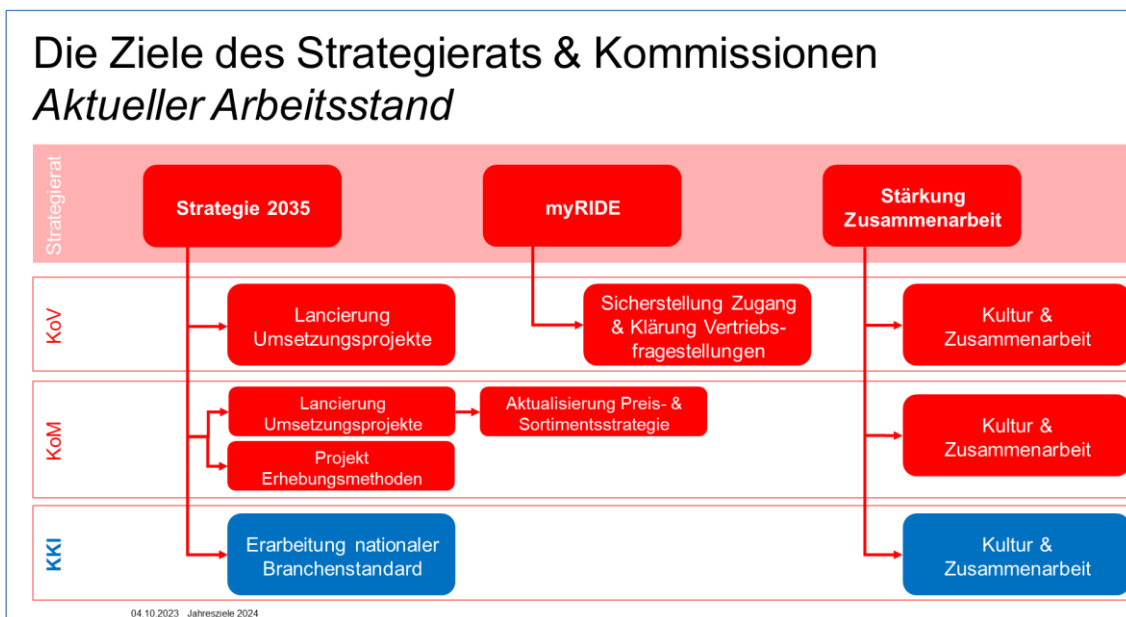 Die Ziele des Strategierats & Kommissionen
Aktueller Arbeitsstand
Strategierat
Strategie 2035
myRIDE
Stärkung
Zusammenarbeit
KoV
Lancierung
Umsetzungsprojekte
Sicherstellung Zugang
& Klärung Vertriebs-
fragestellungen
Kultur &
Zusammenarbeit
KoM
Lancierung
Umsetzungsprojekte
Aktualisierung Preis- &
Sortimentsstrategie
Projekt
Erhebungsmethoden
Kultur &
Zusammenarbeit
KKI
Erarbeitung nationaler
Branchenstandard
Kultur &
Zusammenarbeit
04.10.2023 Jahresziele 2024